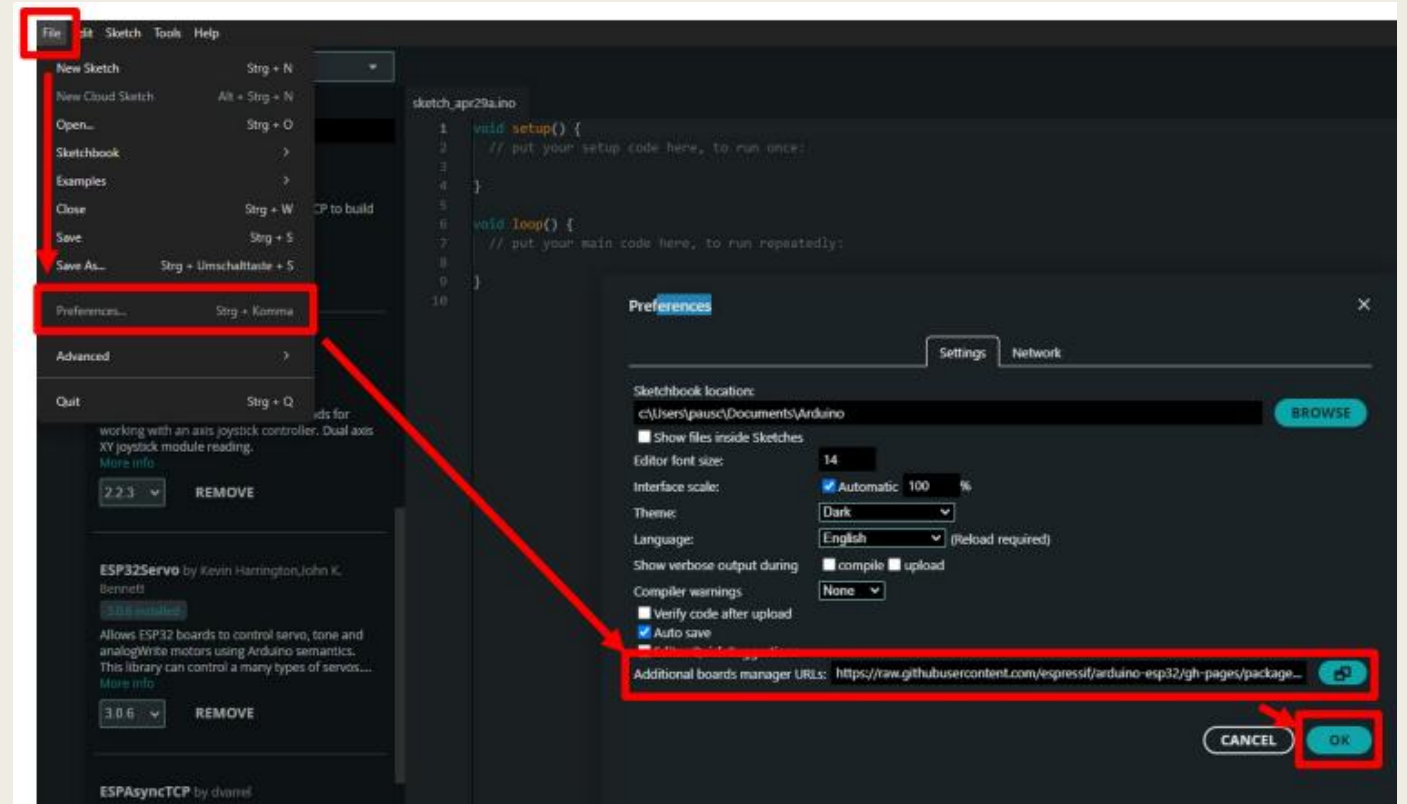 File Edit Sketch Tools Help
New Sketch Strg + N
New Cloud Sketch Alt + Strg + N
Open... Strg + O
Sketchbook >
Examples >
Close Strg + W
Save Strg + S
Save As... Strg + Umschalttaste + S
Preferences... Strg + Komma
Advanced >
Quit Strg + Q
CP to build
ds for
working with an axis joystick controller. Dual axis
XY joystick module reading.
More info
2.2.3 REMOVE
ESP32Servo by Kevin Harrington,John K.
Bennett
3.0.6 installed
Allows ESP32 boards to control servo, tone and
analogWrite motors using Arduino semantics.
This library can control a many types of servos....
More info
3.0.6 REMOVE
ESPAsyncTCP by dvarrel
sketch_apr29a.ino
1 void setup() {
2 // put your setup code here, to run once:
3
4 }
5
6 void loop() {
7 // put your main code here, to run repeatedly:
8
9 }
10
Preferences ×
Settings Network
Sketchbook location:
c:\Users\pausc\Documents\Arduino BROWSE
Show files inside Sketches
Editor font size: 14
Interface scale: Automatic 100 %
Theme: Dark
Language: English (Reload required)
Show verbose output during compile upload
Compiler warnings None
Verify code after upload
Auto save
Additional boards manager URLs: https://raw.githubusercontent.com/espressif/arduino-esp32/gh-pages/package...
CANCEL OK